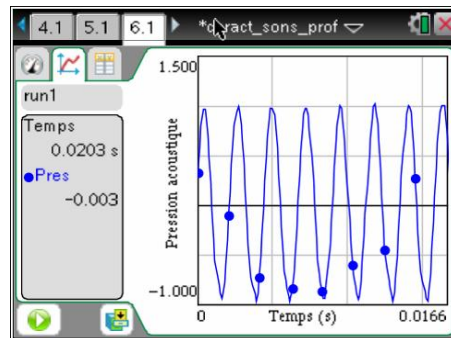 4.1 5.1 6.1
run1
Temps
0.0203 s
Pres
-0.003
1.500
Pression acoustique
-1.000
0 Temps (s) 0.0166